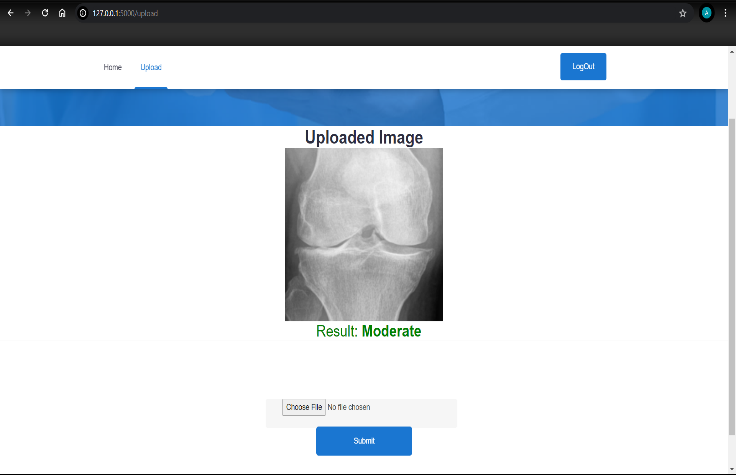 127.0.0.1:5000/upload
A
Home Upload LogOut
Uploaded Image
Result: Moderate
Choose File No file chosen
Submit